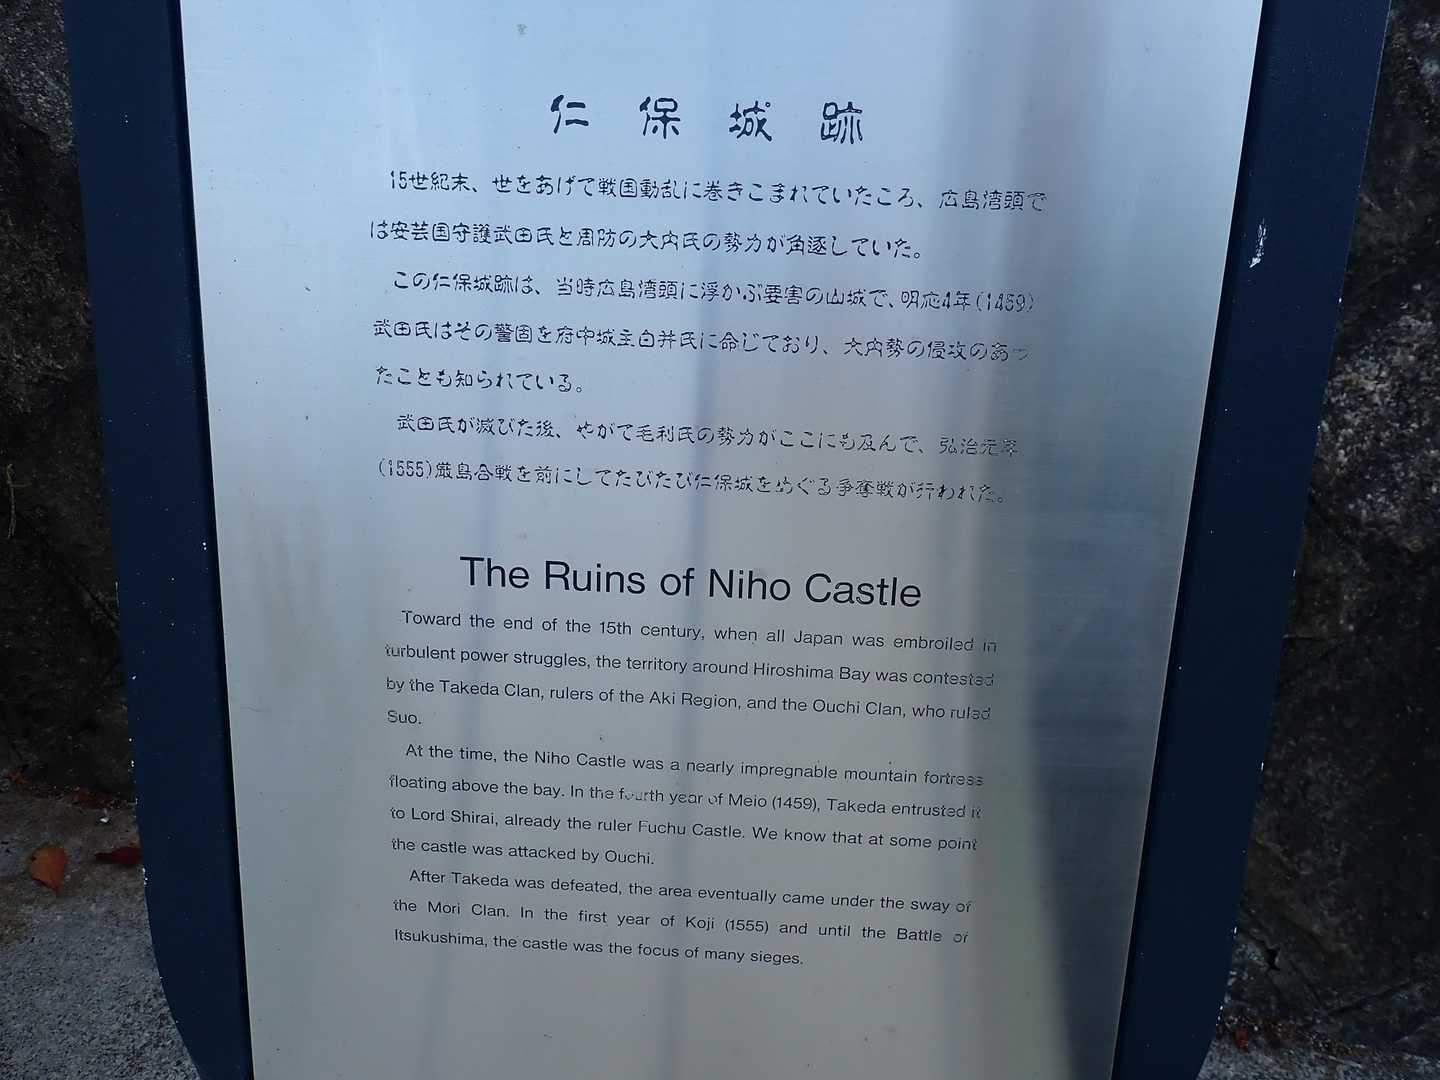 仁保城跡
15世紀末、世をあげて戦国動乱に巻きこまれていたころ、広島湾頭で
は安芸国守護武田氏と周防の大内氏の勢力が角逐していた。
この仁保城跡は、当時広島湾頭に浮かぶ要害の山城で、明応4年(1459)
武田氏はその警固を府中城主白井氏に命じており、大内勢の侵攻のあっ
たことも知られている。
武田氏が滅びた後、やがて毛利氏の勢力がここにも及んで、弘治元年
(1555)厳島合戦を前にしてたびたび仁保城をめぐる争奪戦が行われた。
The Ruins of Niho Castle
Toward the end of the 15th century, when all Japan was embroiled in
turbulent power struggles, the territory around Hiroshima Bay was contested
by the Takeda Clan, rulers of the Aki Region, and the Ouchi Clan, who ruled
Suo.
At the time, the Niho Castle was a nearly impregnable mountain fortress
floating above the bay. In the fourth year of Meio (1459), Takeda entrusted it
to Lord Shirai, already the ruler Fuchu Castle. We know that at some point
the castle was attacked by Ouchi.
After Takeda was defeated, the area eventually came under the sway of
the Mori Clan. In the first year of Koji (1555) and until the Battle of
Itsukushima, the castle was the focus of many sieges.